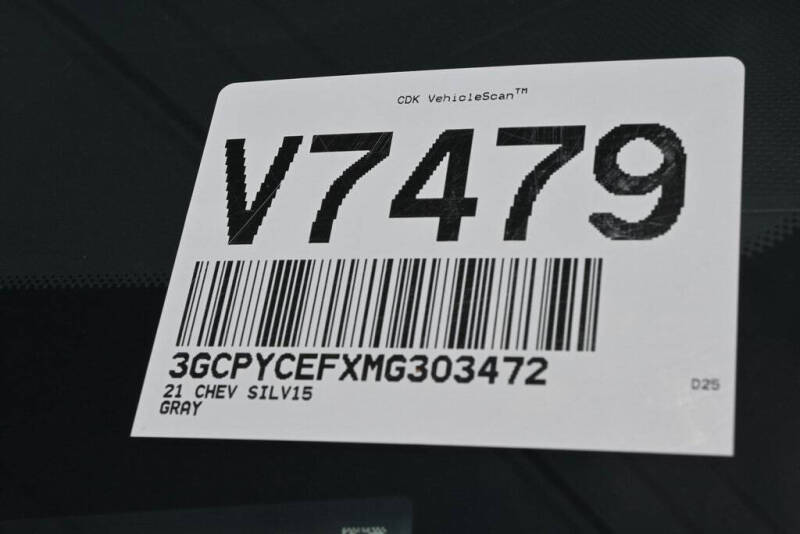 CDK VehicleScan™
V7479
3GCPYCEFXMG303472
21 CHEV SILV15
GRAY
D25